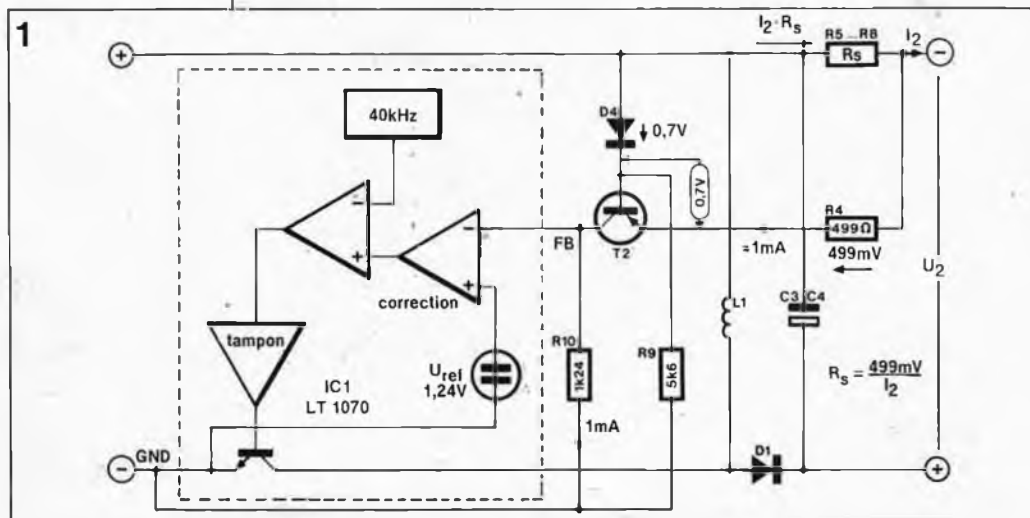 1
I2·Rs
R5...R8
I2
Rs
40kHz
D4
0,7V
0,7V
R4
499Ω
499mV
FB
T2
=1mA
U2
correction
L1
C3 C4
tampon
Uref
1,24V
R10
1k24
R9
5k6
Rs = 499mV
I2
IC1
LT 1070
1mA
GND
D1